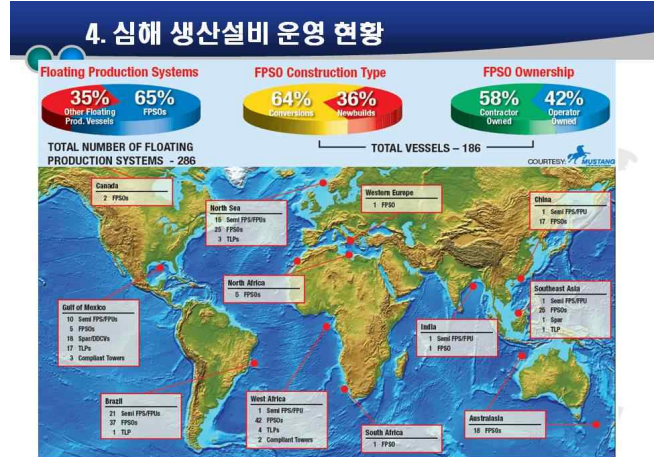 4. 심해 생산설비 운영 현황
Floating Production Systems
35%
Other Floating
Prod. Vessels
65%
FPSOs
TOTAL NUMBER OF FLOATING
PRODUCTION SYSTEMS - 286
FPSO Construction Type
64%
Conversions
36%
Newbuilds
FPSO Ownership
58%
Contractor
Owned
42%
Operator
Owned
TOTAL VESSELS – 186
COURTESY: MUSTANG
Canada
2 FPSOs
North Sea
15 Semi FPS/FPUs
25 FPSOs
3 TLPs
Western Europe
1 FPSO
China
1 Semi FPS/FPU
17 FPSOs
North Africa
5 FPSOs
Gulf of Mexico
10 Semi FPS/FPUs
5 FPSOs
18 Spar/DDCVs
17 TLPs
3 Compliant Towers
India
1 Semi FPS/FPU
1 FPSO
Southeast Asia
1 Semi FPS/FPU
25 FPSOs
1 Spar
1 TLP
Brazil
21 Semi FPS/FPUs
37 FPSOs
1 TLP
West Africa
1 Semi FPS/FPU
42 FPSOs
4 TLPs
2 Compliant Towers
South Africa
1 FPSO
Australasia
18 FPSOs